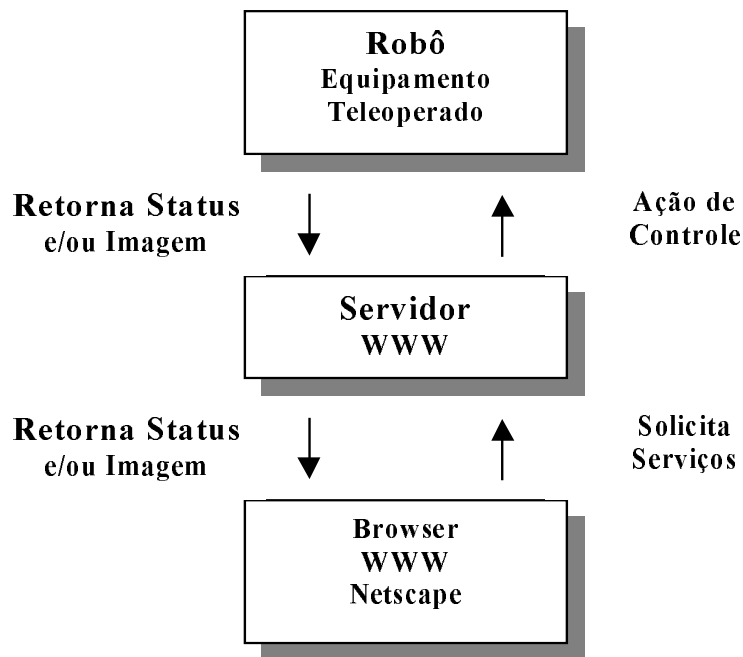 Robô
Equipamento
Teleoperado
Retorna Status
e/ou Imagem
Ação de
Controle
Servidor
WWW
Retorna Status
e/ou Imagem
Solicita
Serviços
Browser
WWW
Netscape